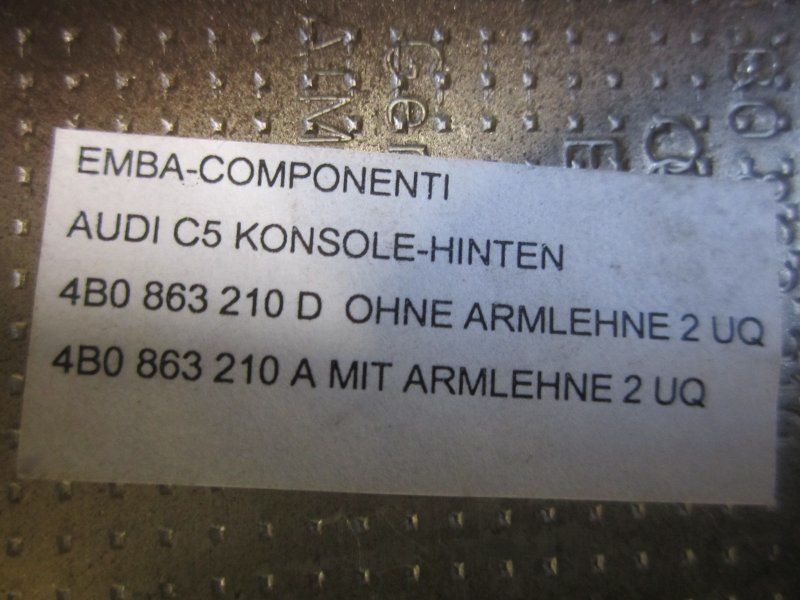 EMBA-COMPONENTI
AUDI C5 KONSOLE-HINTEN
4B0 863 210 D OHNE ARMLEHNE 2 UQ
4B0 863 210 A MIT ARMLEHNE 2 UQ